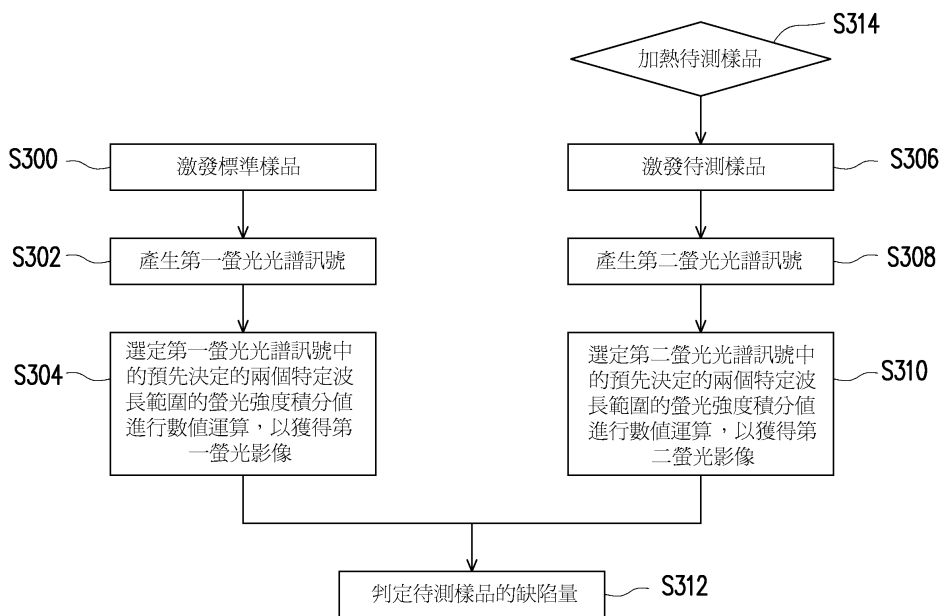 S314
加熱待測樣品
S300
激發標準樣品
S302
產生第一螢光光譜訊號
S304
選定第一螢光光譜訊號中
的預先決定的兩個特定波
長範圍的螢光強度積分值
進行數值運算，以獲得第
一螢光影像
激發待測樣品
S306
產生第二螢光光譜訊號
S308
選定第二螢光光譜訊號中
的預先決定的兩個特定波
長範圍的螢光強度積分值
進行數值運算，以獲得第
二螢光影像
S310
判定待測樣品的缺陷量
S312